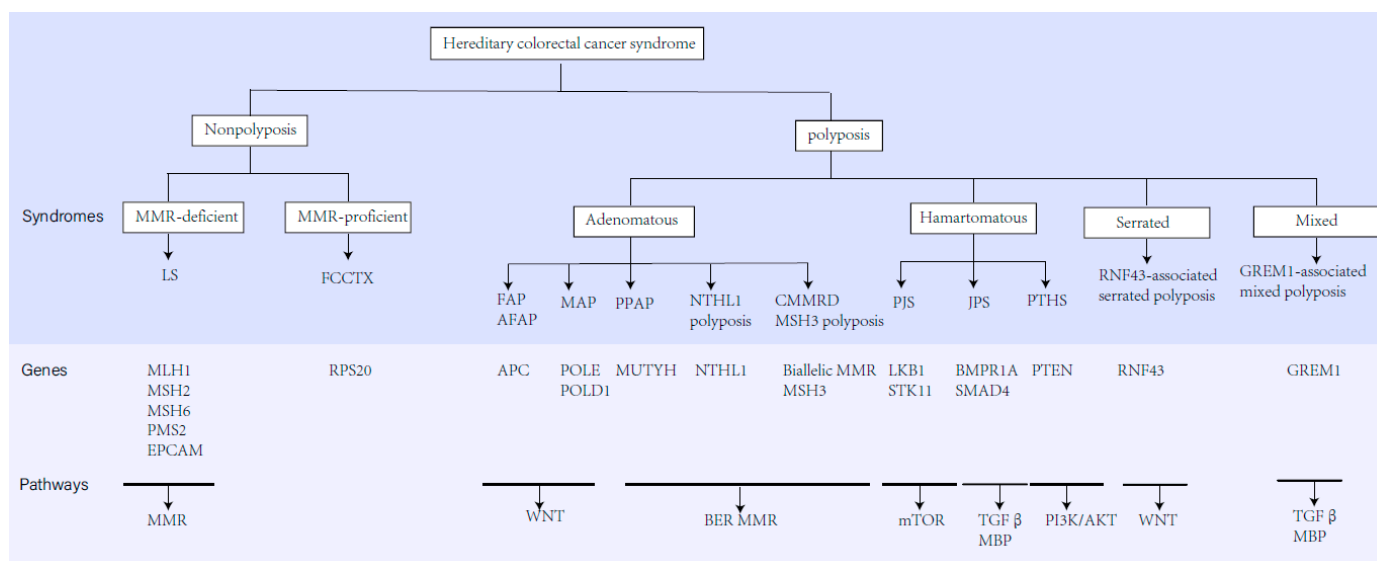 Hereditary colorectal cancer syndrome
Nonpolyposis
polyposis
Syndromes
MMR-deficient
MMR-proficient
Adenomatous
Hamartomatous
Serrated
Mixed
LS
FCCTX
FAP
AFAP
MAP
PPAP
NTHL1
polyposis
CMMRD
MSH3 polyposis
PJS
JPS
PTHS
RNF43-associated
serrated polyposis
GREM1-associated
mixed polyposis
Genes
MLH1
MSH2
MSH6
PMS2
EPCAM
RPS20
APC
POLE
POLD1
MUTYH
NTHL1
Biallelic MMR
MSH3
LKB1
STK11
BMPR1A
SMAD4
PTEN
RNF43
GREM1
Pathways
MMR
WNT
BER MMR
mTOR
TGF β
MBP
PI3K/AKT
WNT
TGF β
MBP